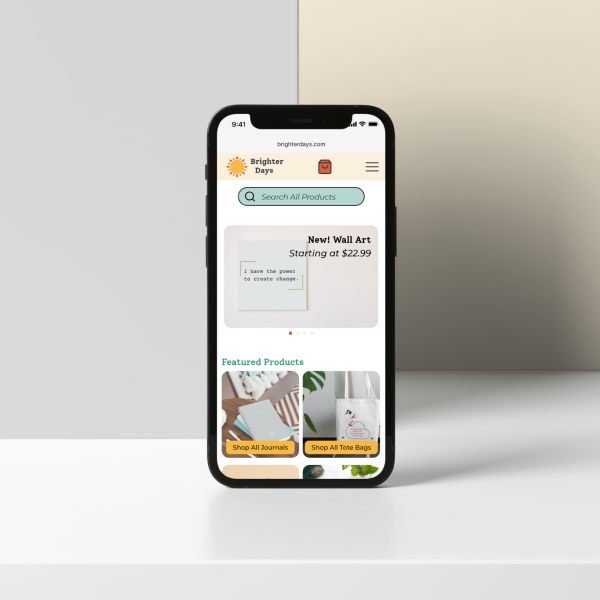 9:41
brighterdays.com
Brighter
Days
Search All Products
New! Wall Art
Starting at $22.99
I have the power
to create change.
Featured Products
Shop All Journals
Shop All Tote Bags